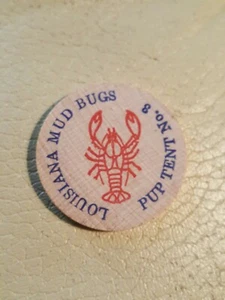 LOUISIANA MUD BUGS
PUP TENT No. 8